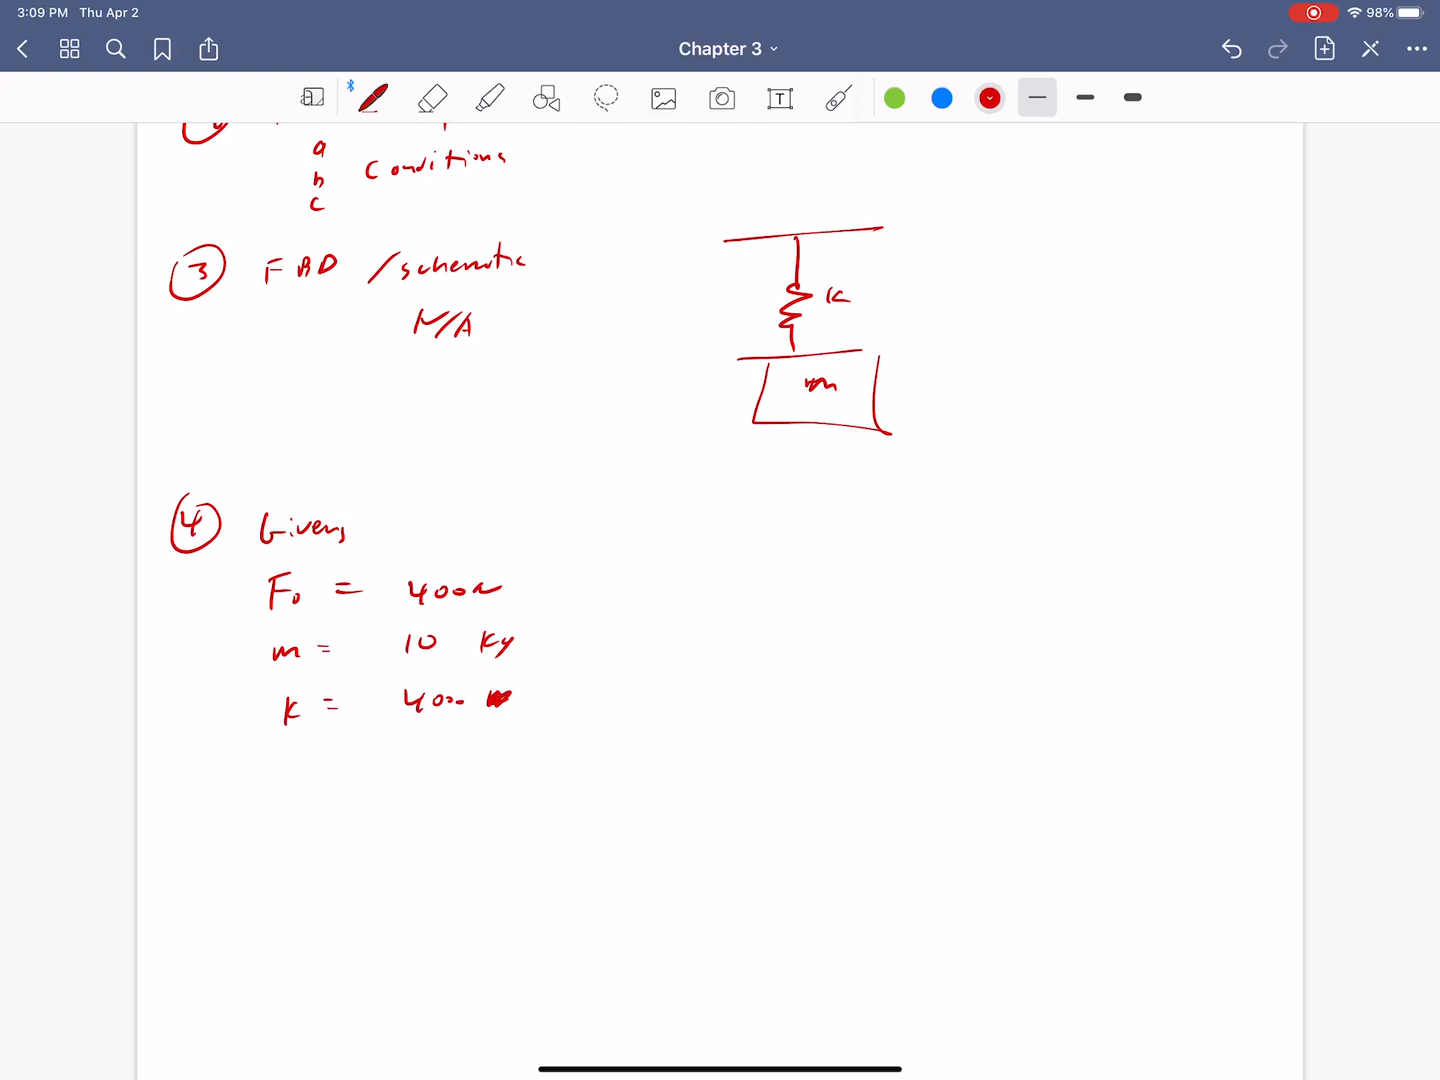 3:09 PM Thu Apr 2
98%
Chapter 3
a
b
c
Conditions
3 FBD /schematic
N/A
k
m
4 Givens
F₀ = 400N
m = 10 kg
k = 4000